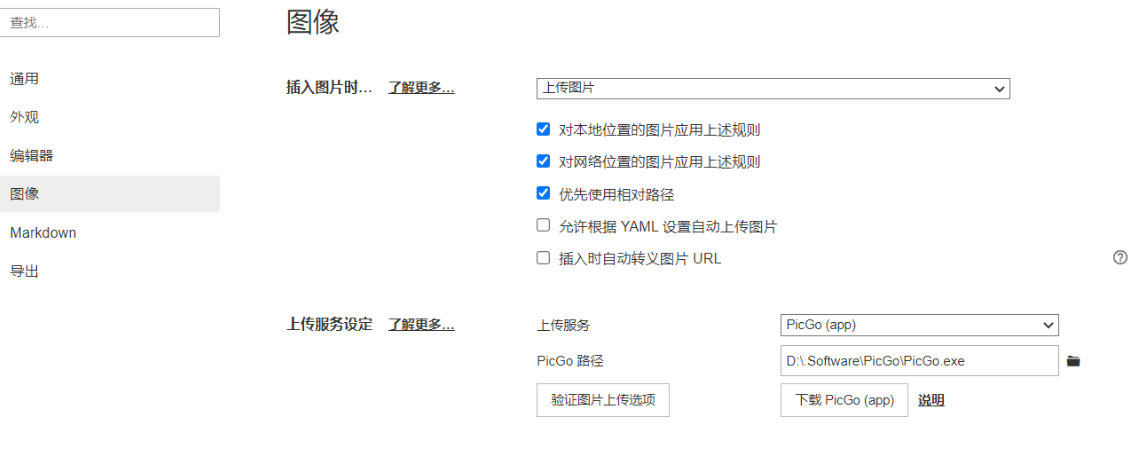 查找...
通用
外观
编辑器
图像
Markdown
导出
图像
插入图片时... 了解更多... 上传图片
对本地位置的图片应用上述规则
对网络位置的图片应用上述规则
优先使用相对路径
允许根据 YAML 设置自动上传图片
插入时自动转义图片 URL
上传服务设定 了解更多... 上传服务 PicGo (app)
PicGo 路径 D:\.Software\PicGo\PicGo.exe
验证图片上传选项 下载 PicGo (app) 说明